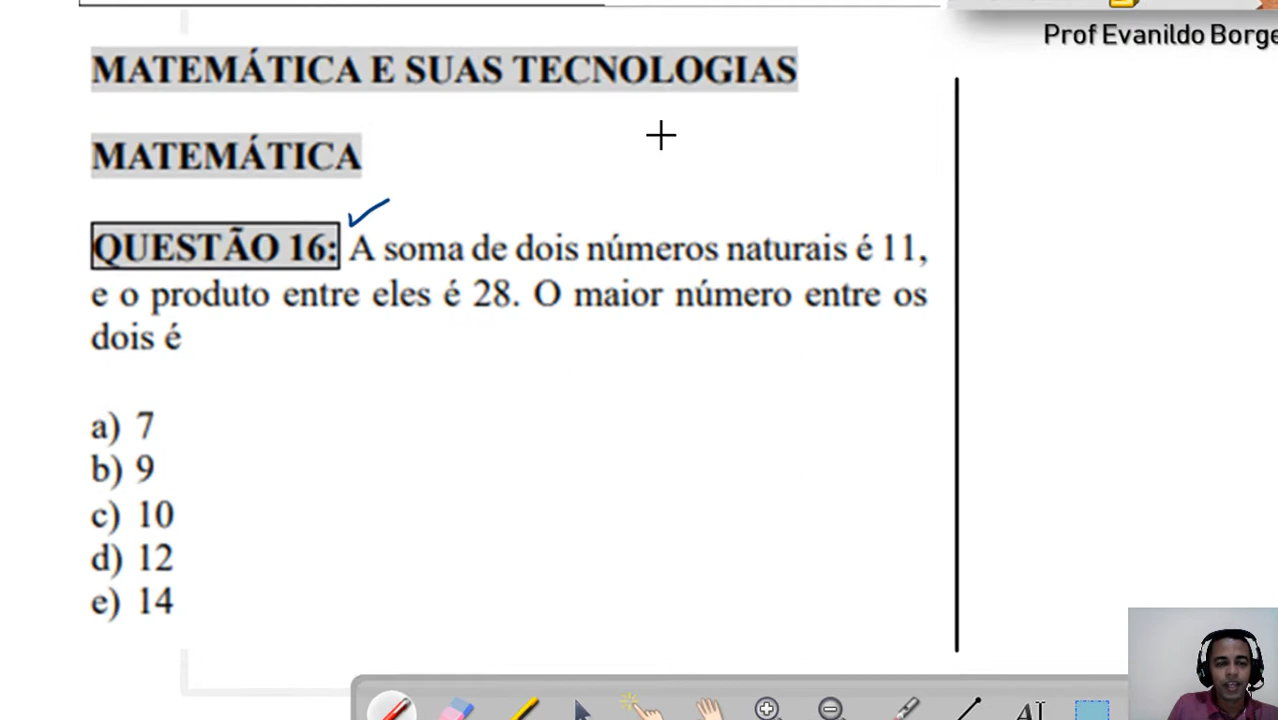 Prof Evanildo Borge
MATEMÁTICA E SUAS TECNOLOGIAS
MATEMÁTICA
QUESTÃO 16: A soma de dois números naturais é 11,
e o produto entre eles é 28. O maior número entre os
dois é
a) 7
b) 9
c) 10
d) 12
e) 14